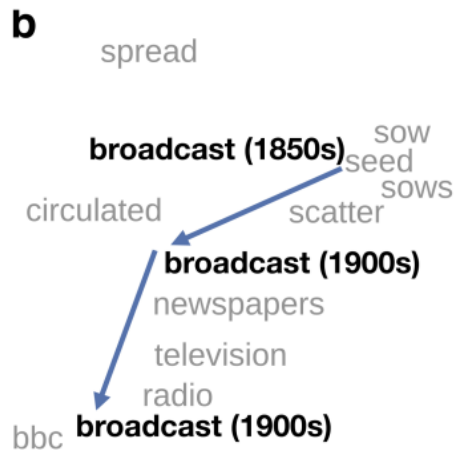 b
spread
sow
broadcast (1850s)
seed
sows
circulated
scatter
broadcast (1900s)
newspapers
television
radio
broadcast (1900s)
bbc